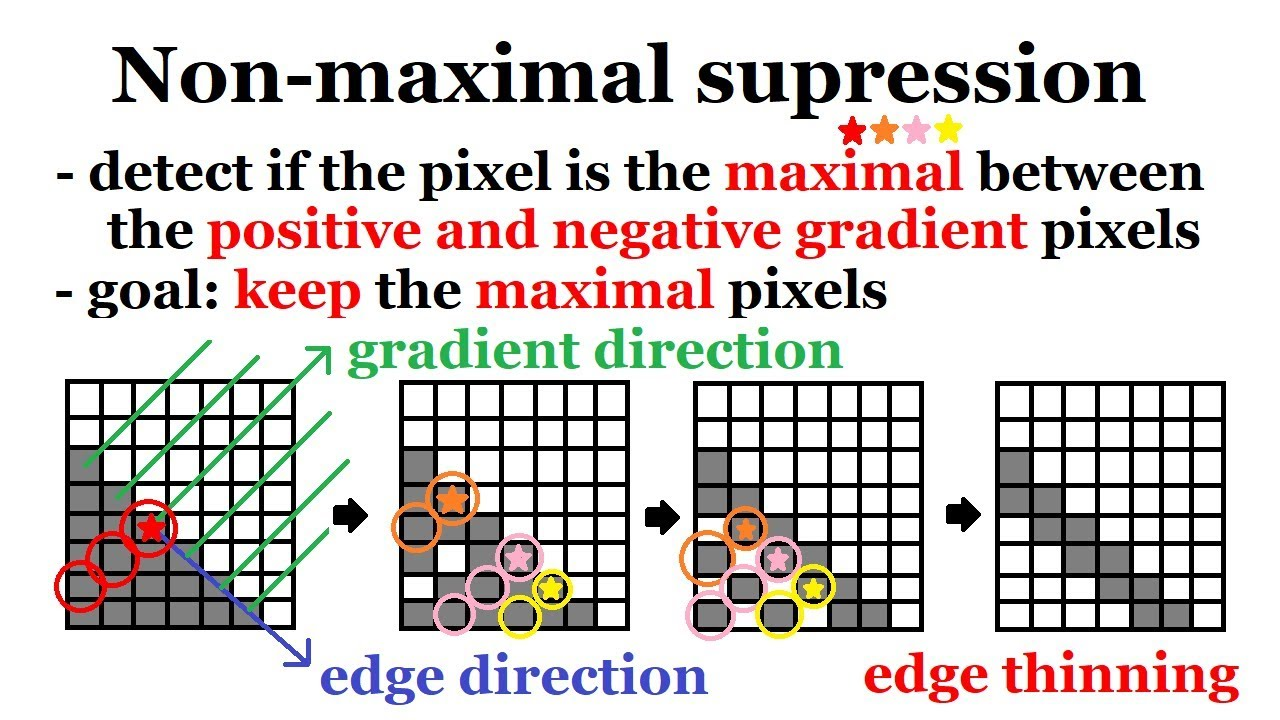 Non-maximal supression
- detect if the pixel is the maximal between
the positive and negative gradient pixels
- goal: keep the maximal pixels
gradient direction
edge direction
edge thinning